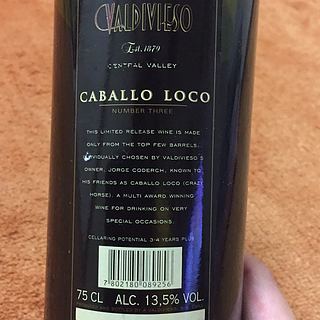 VALDIVIESO
Est. 1879
CENTRAL VALLEY
CABALLO LOCO
NUMBER THREE
THIS LIMITED RELEASE WINE IS MADE
ONLY FROM THE TOP FEW BARRELS,
IVIDUALLY CHOSEN BY VALDIVIESO S
OWNER, JORGE CODERCH, KNOWN TO
HIS FRIENDS AS CABALLO LOCO (CRAZY
HORSE). A MULTI AWARD WINNING
WINE FOR DRINKING ON VERY
SPECIAL OCCASIONS.
CELLARING POTENTIAL 3-4 YEARS PLUS
7 802180 089256
75 CL ALC. 13,5% VOL.